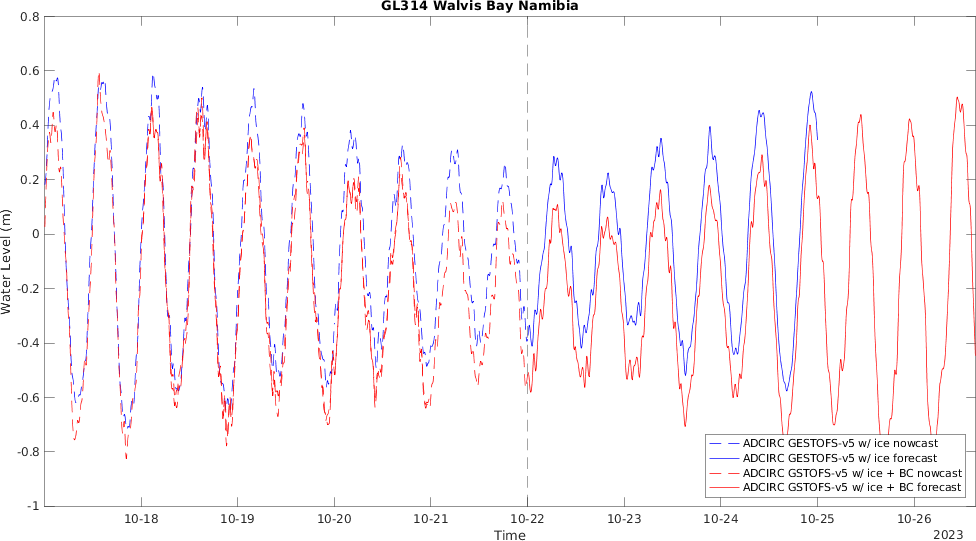 GL314 Walvis Bay Namibia
0.8
0.6
0.4
0.2
0
-0.2
-0.4
-0.6
-0.8
-1
Water Level (m)
ADCIRC GESTOFS-v5 w/ ice nowcast
ADCIRC GESTOFS-v5 w/ ice forecast
ADCIRC GSTOFS-v5 w/ ice + BC nowcast
ADCIRC GSTOFS-v5 w/ ice + BC forecast
10-18 10-19 10-20 10-21 10-22 10-23 10-24 10-25 10-26
Time
2023